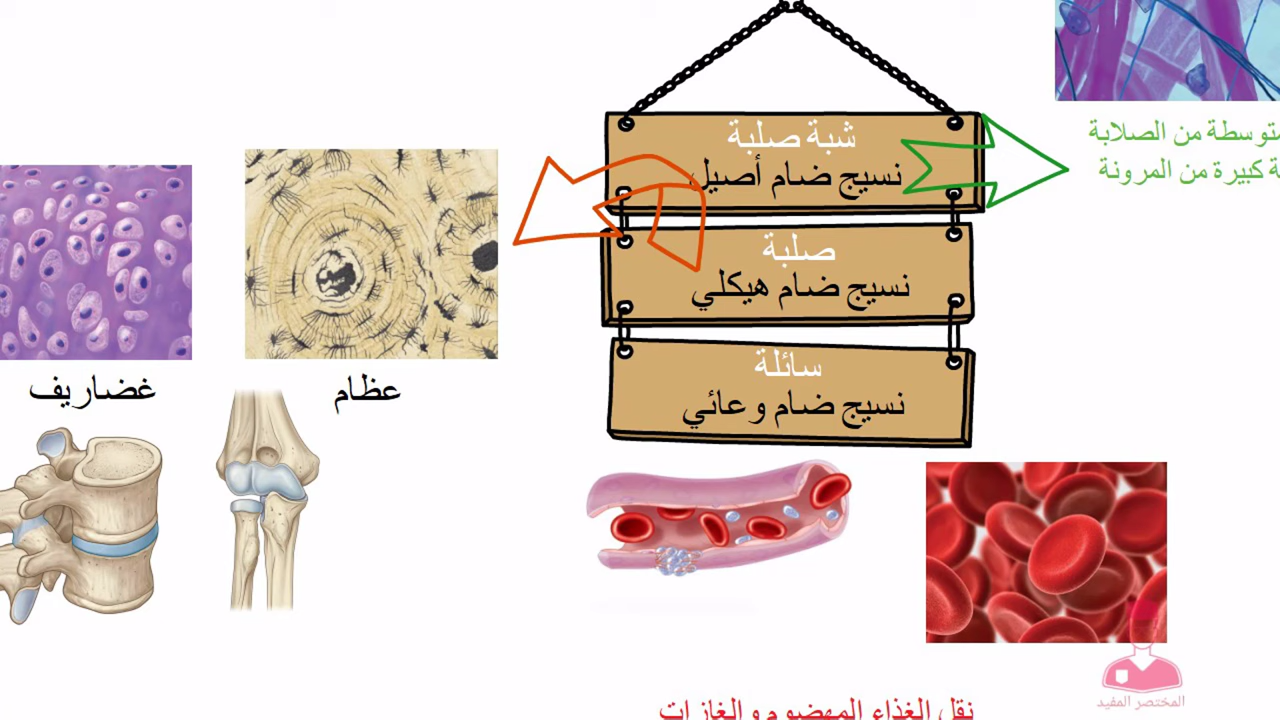 شبة صلبة
نسيج ضام أصيل
توسطة من الصلابة
ة كبيرة من المرونة
صلبة
نسيج ضام هيكلي
سائلة
نسيج ضام وعائي
عظام
غضاريف
نقل الغذاء المهضوم والغازات
المختصر المفيد